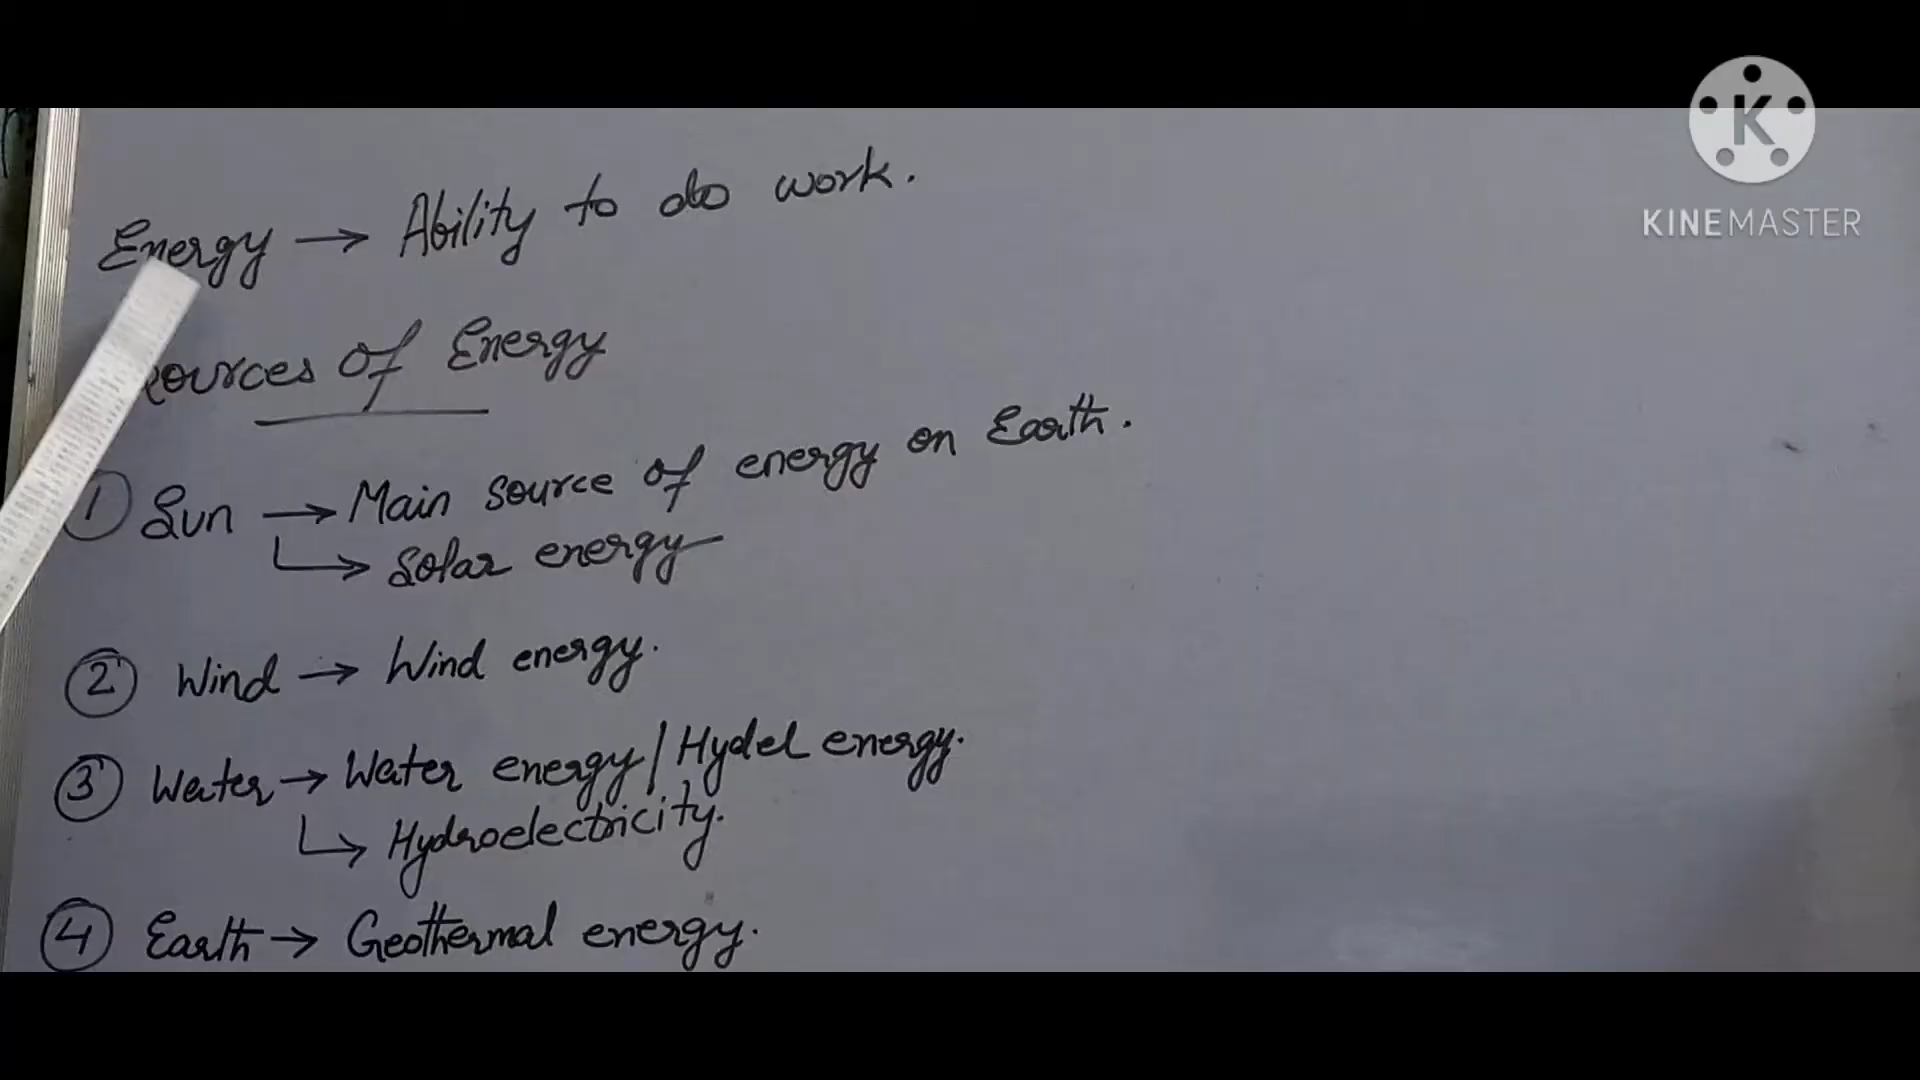 K
KINEMASTER
Energy → Ability to do work.
Sources of Energy
① Sun → Main source of energy on Earth.
↳ Solar energy
② Wind → Wind energy.
③ Water → Water energy / Hydel energy.
↳ Hydroelectricity.
④ Earth → Geothermal energy.